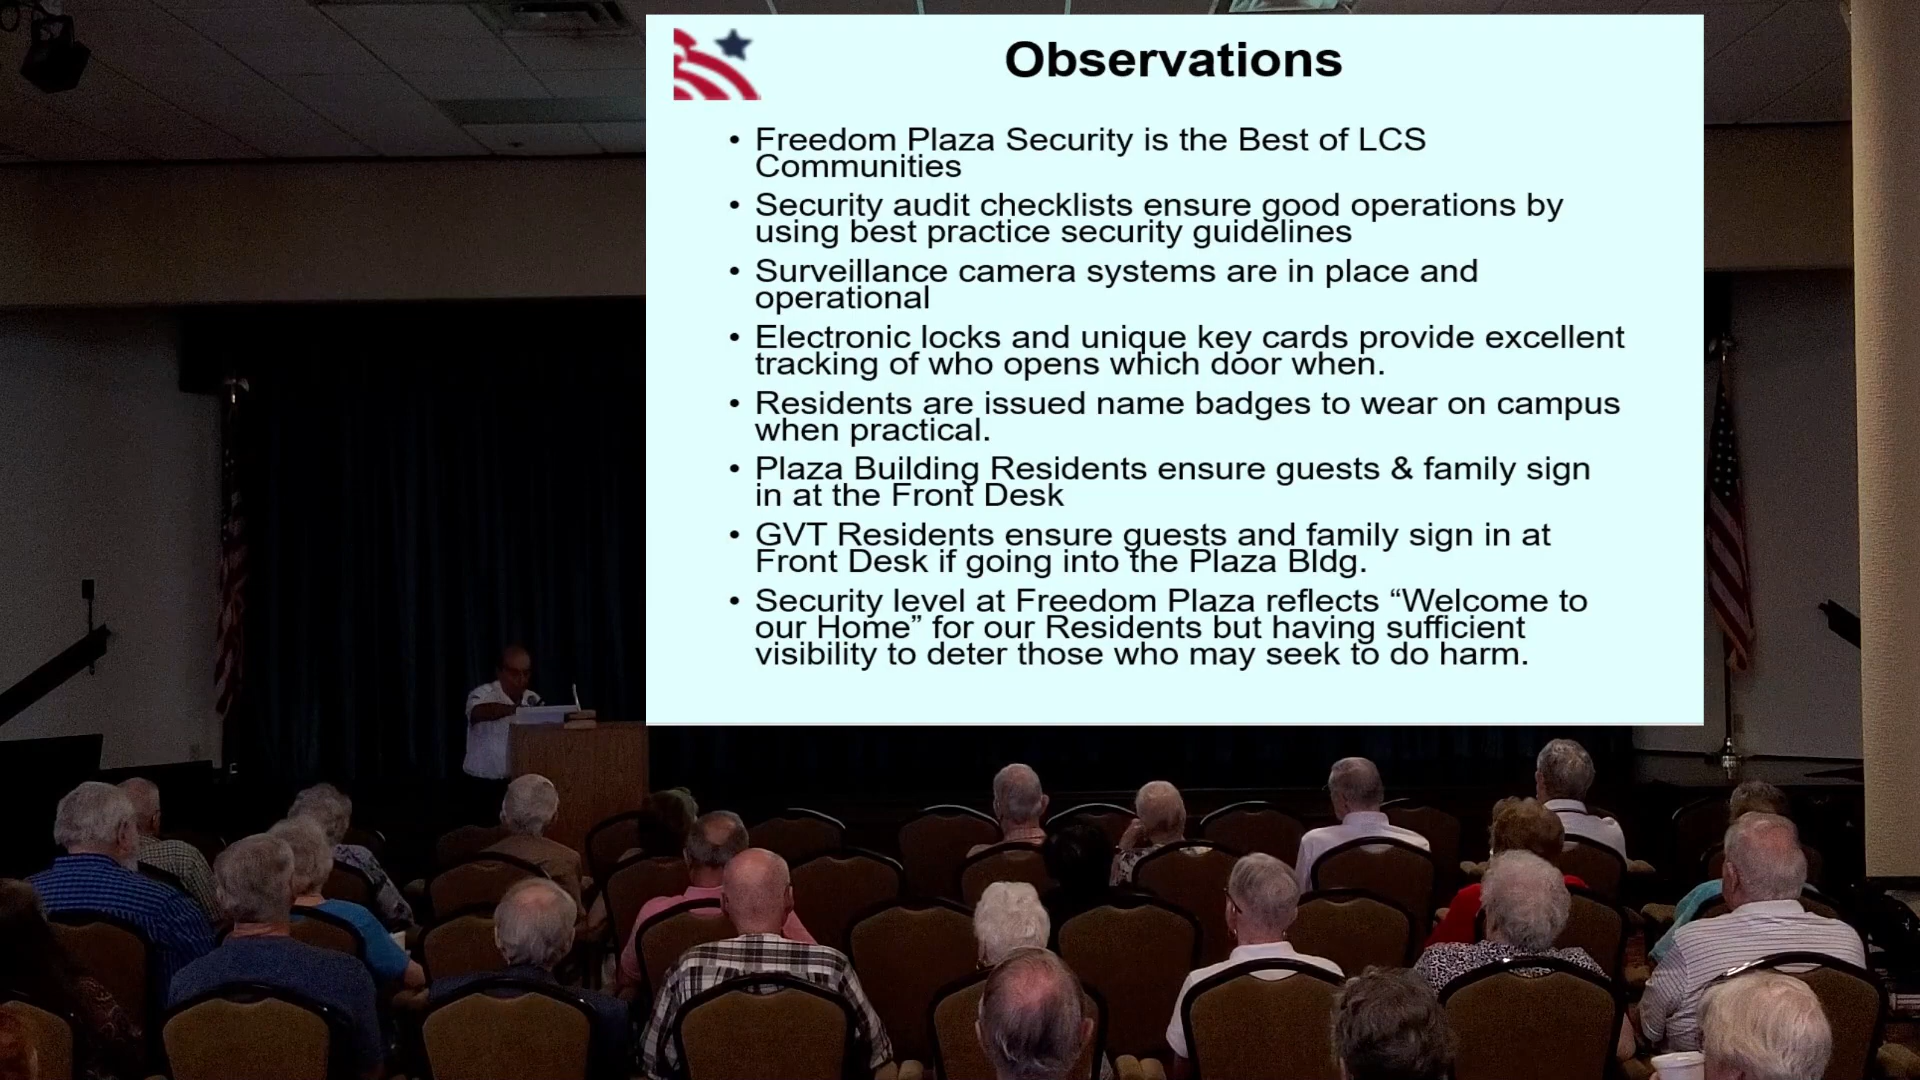 Observations
• Freedom Plaza Security is the Best of LCS
Communities
• Security audit checklists ensure good operations by
using best practice security guidelines
• Surveillance camera systems are in place and
operational
• Electronic locks and unique key cards provide excellent
tracking of who opens which door when.
• Residents are issued name badges to wear on campus
when practical.
• Plaza Building Residents ensure guests & family sign
in at the Front Desk
• GVT Residents ensure guests and family sign in at
Front Desk if going into the Plaza Bldg.
• Security level at Freedom Plaza reflects “Welcome to
our Home” for our Residents but having sufficient
visibility to deter those who may seek to do harm.